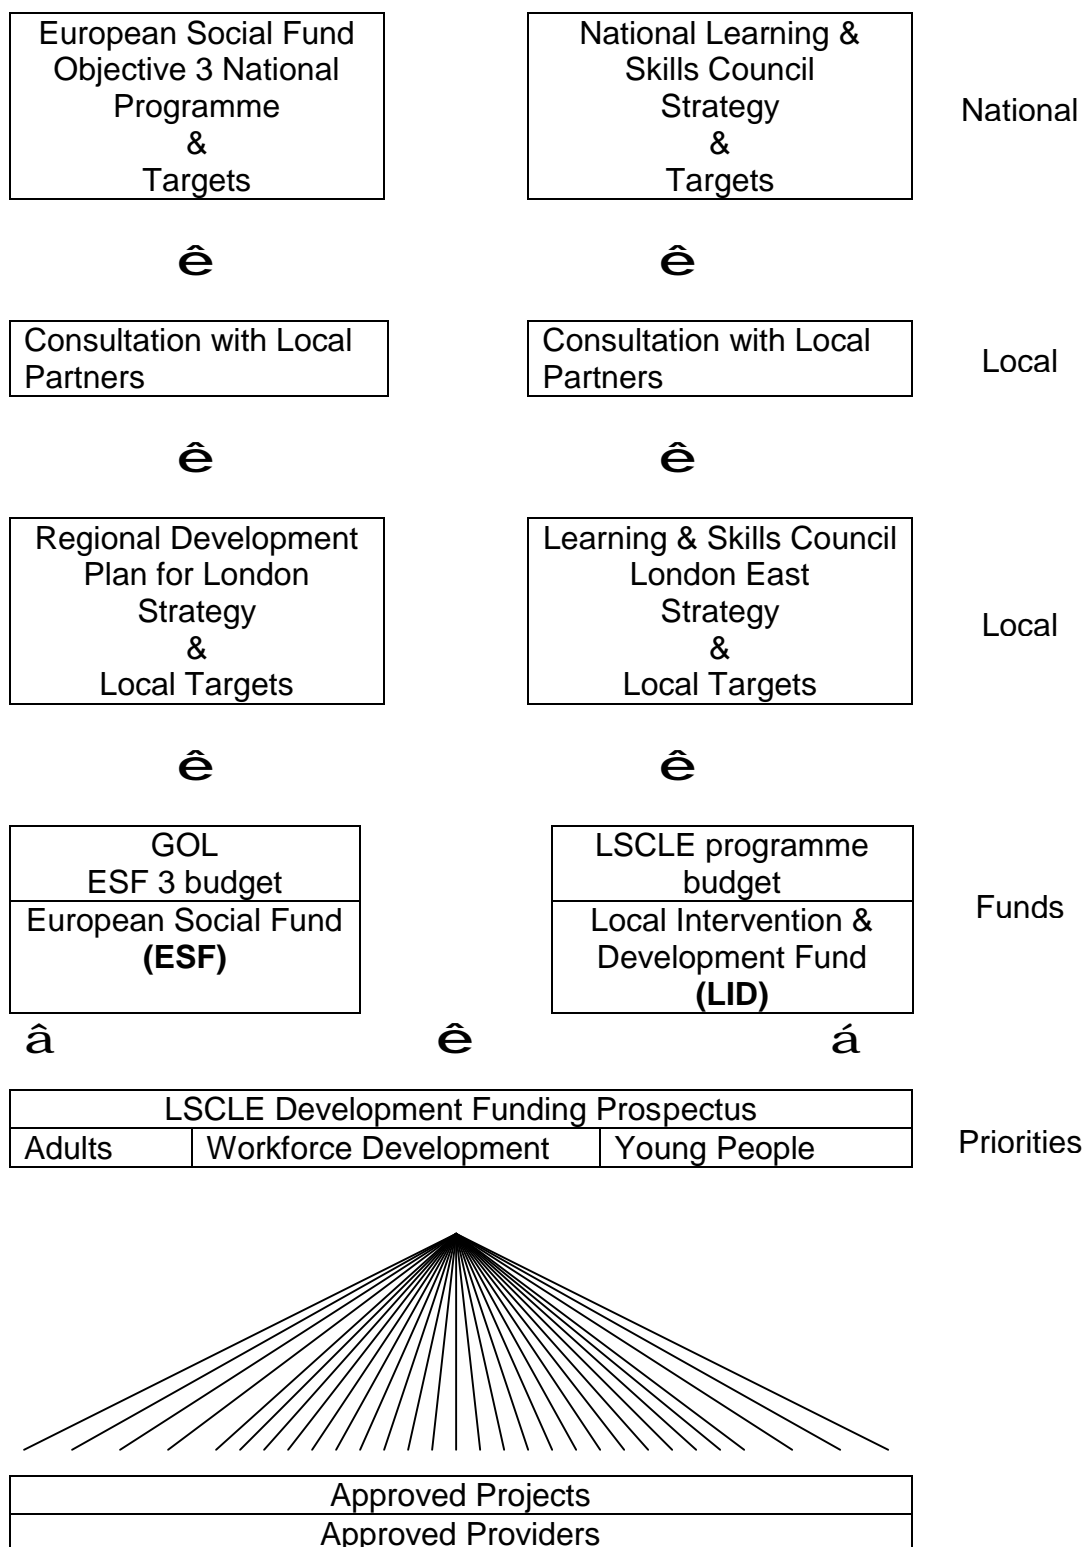 European Social Fund
Objective 3 National
Programme
&
Targets
National Learning &
Skills Council
Strategy
&
Targets
National
ê
ê
Consultation with Local
Partners
Consultation with Local
Partners
Local
ê
ê
Regional Development
Plan for London
Strategy
&
Local Targets
Learning & Skills Council
London East
Strategy
&
Local Targets
Local
ê
ê
GOL
ESF 3 budget
European Social Fund
(ESF)
LSCLE programme
budget
Local Intervention &
Development Fund
(LID)
Funds
â
ê
á
LSCLE Development Funding Prospectus
Adults
Workforce Development
Young People
Priorities
Approved Projects
Approved Providers